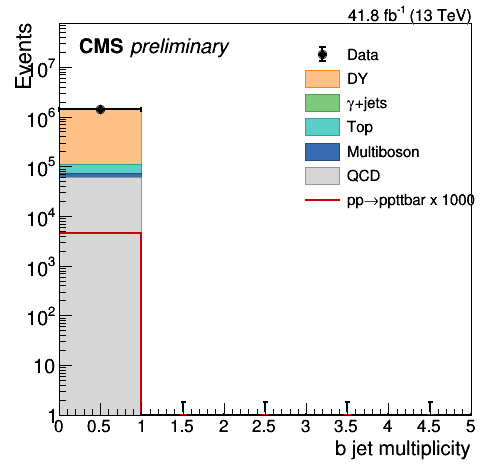 41.8 fb⁻¹ (13 TeV)
Events
CMS preliminary
Data
DY
γ+jets
Top
Multiboson
QCD
pp→ppttbar x 1000
10⁷
10⁶
10⁵
10⁴
10³
10²
10
1
0 0.5 1 1.5 2 2.5 3 3.5 4 4.5 5
b jet multiplicity